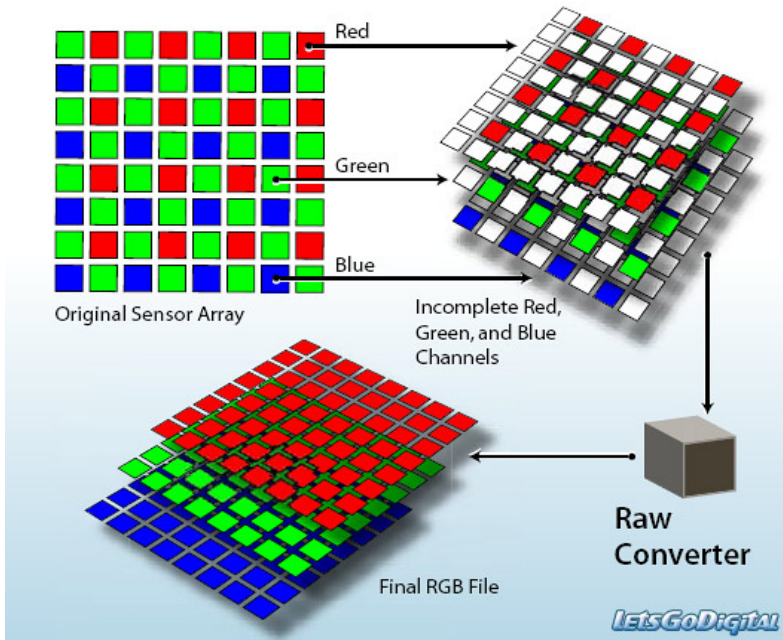 Red
Green
Blue
Original Sensor Array
Incomplete Red,
Green, and Blue
Channels
Raw
Converter
Final RGB File
LETSGODIGITAL